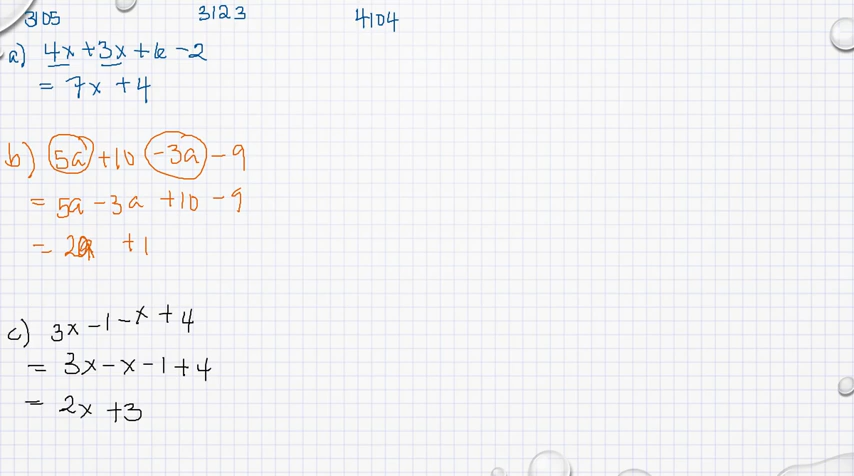 3105 3123 4104
a) 4x +3x +6 -2
= 7x +4
b) 5a +10 -3a -9
= 5a -3a +10 -9
= 2a +1
c) 3x -1 -x +4
= 3x -x -1 +4
= 2x +3